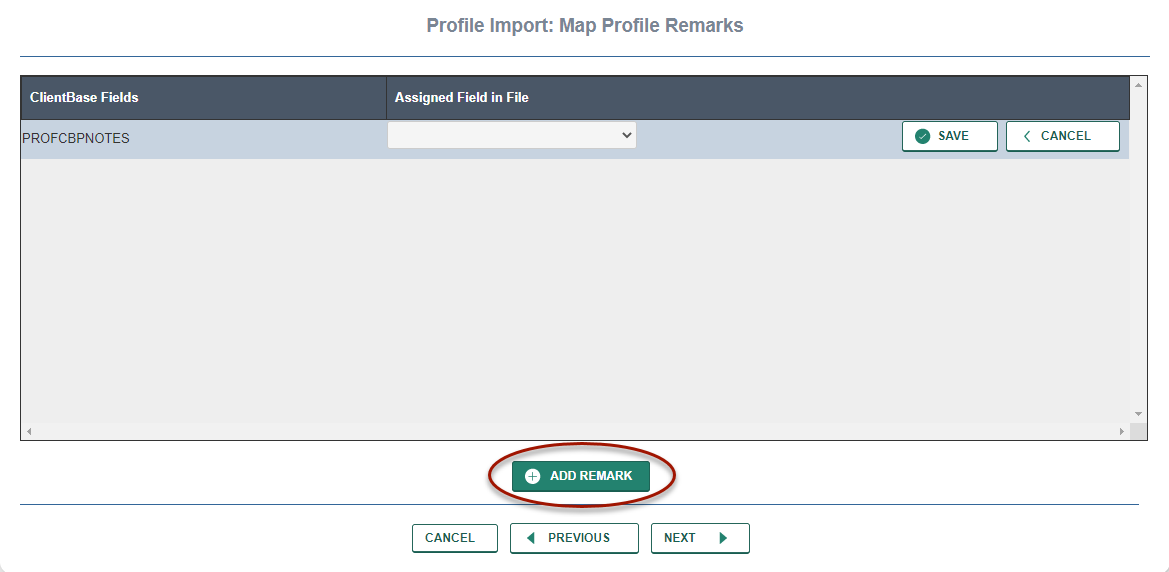 Profile Import: Map Profile Remarks
ClientBase Fields Assigned Field in File
PROFCBPNOTES SAVE CANCEL
ADD REMARK
CANCEL PREVIOUS NEXT